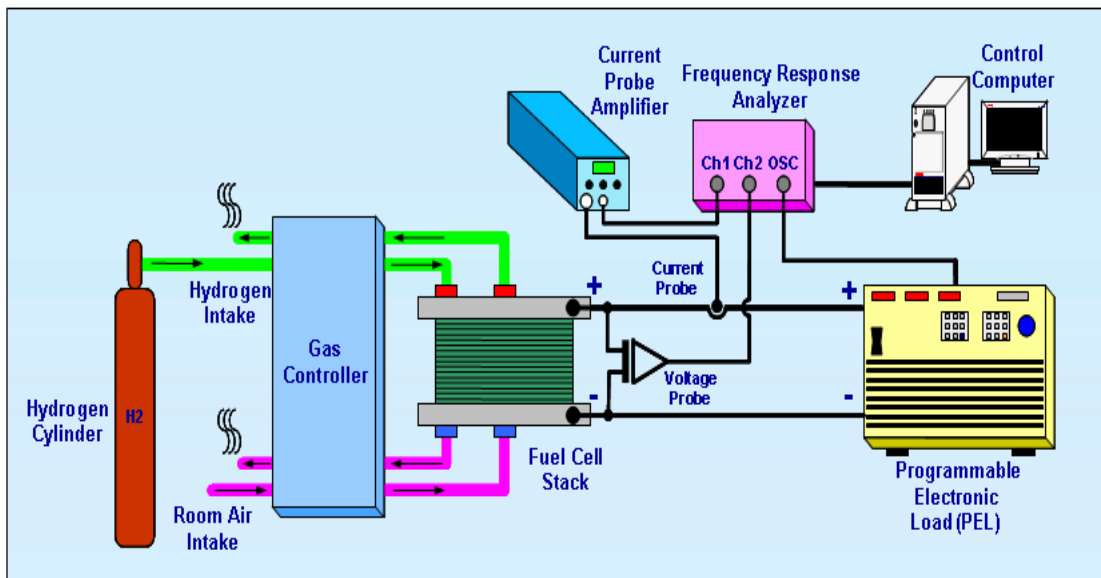 Current
Probe
Amplifier
Frequency Response
Analyzer
Control
Computer
Ch1 Ch2 OSC
Hydrogen
Intake
Current
Probe
+
+
Gas
Controller
Hydrogen
Cylinder
H2
Voltage
Probe
-
-
Fuel Cell
Stack
Room Air
Intake
Programmable
Electronic
Load (PEL)